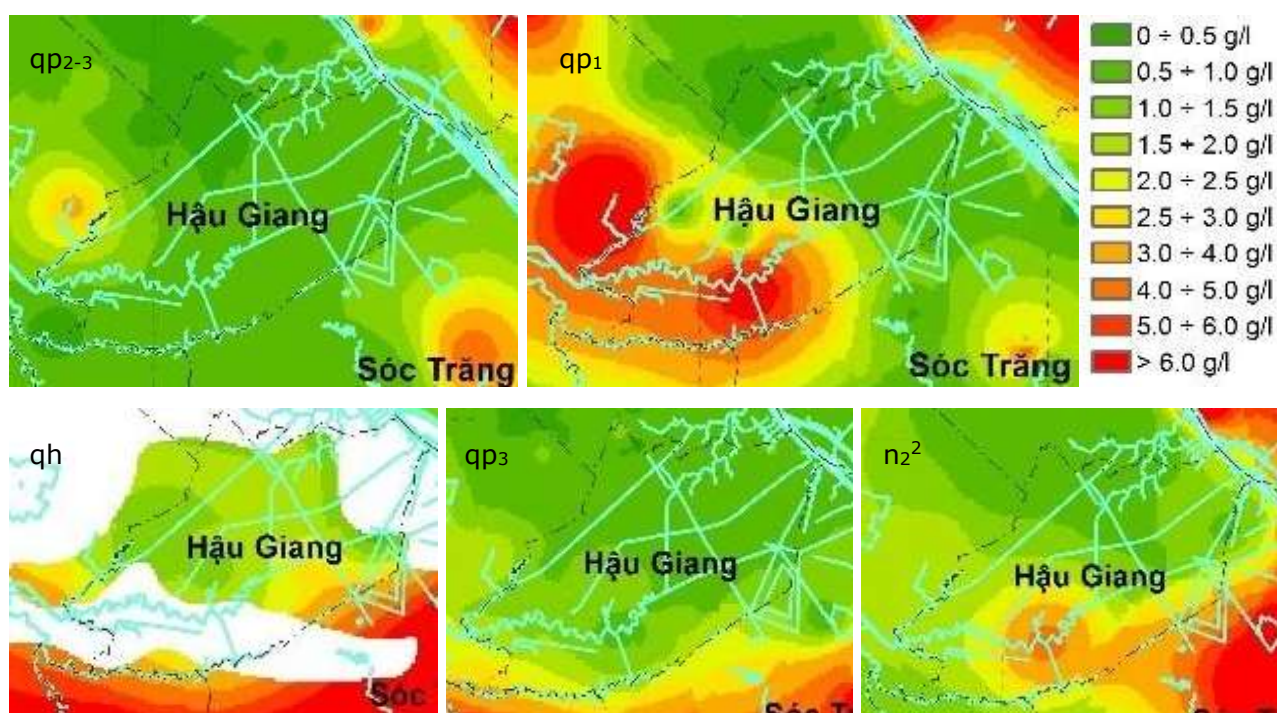 qp₂₋₃
Hậu Giang
Sóc Trăng
qp₁
Hậu Giang
Sóc Trăng
0 ÷ 0.5 g/l
0.5 ÷ 1.0 g/l
1.0 ÷ 1.5 g/l
1.5 ÷ 2.0 g/l
2.0 ÷ 2.5 g/l
2.5 ÷ 3.0 g/l
3.0 ÷ 4.0 g/l
4.0 ÷ 5.0 g/l
5.0 ÷ 6.0 g/l
> 6.0 g/l
qh
Hậu Giang
Sóc
qp₃
Hậu Giang
n₂²
Hậu Giang